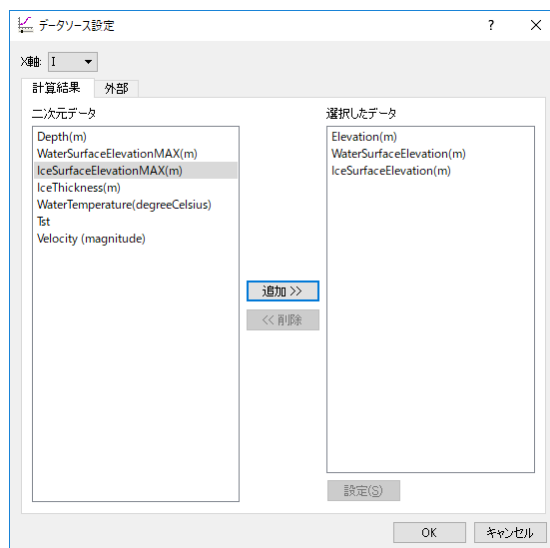 データソース設定
X軸: I
計算結果 外部
二次元データ
Depth(m)
WaterSurfaceElevationMAX(m)
IceSurfaceElevationMAX(m)
IceThickness(m)
WaterTemperature(degreeCelsius)
Tst
Velocity (magnitude)
追加 >>
<< 削除
選択したデータ
Elevation(m)
WaterSurfaceElevation(m)
IceSurfaceElevation(m)
設定(S)
OK キャンセル